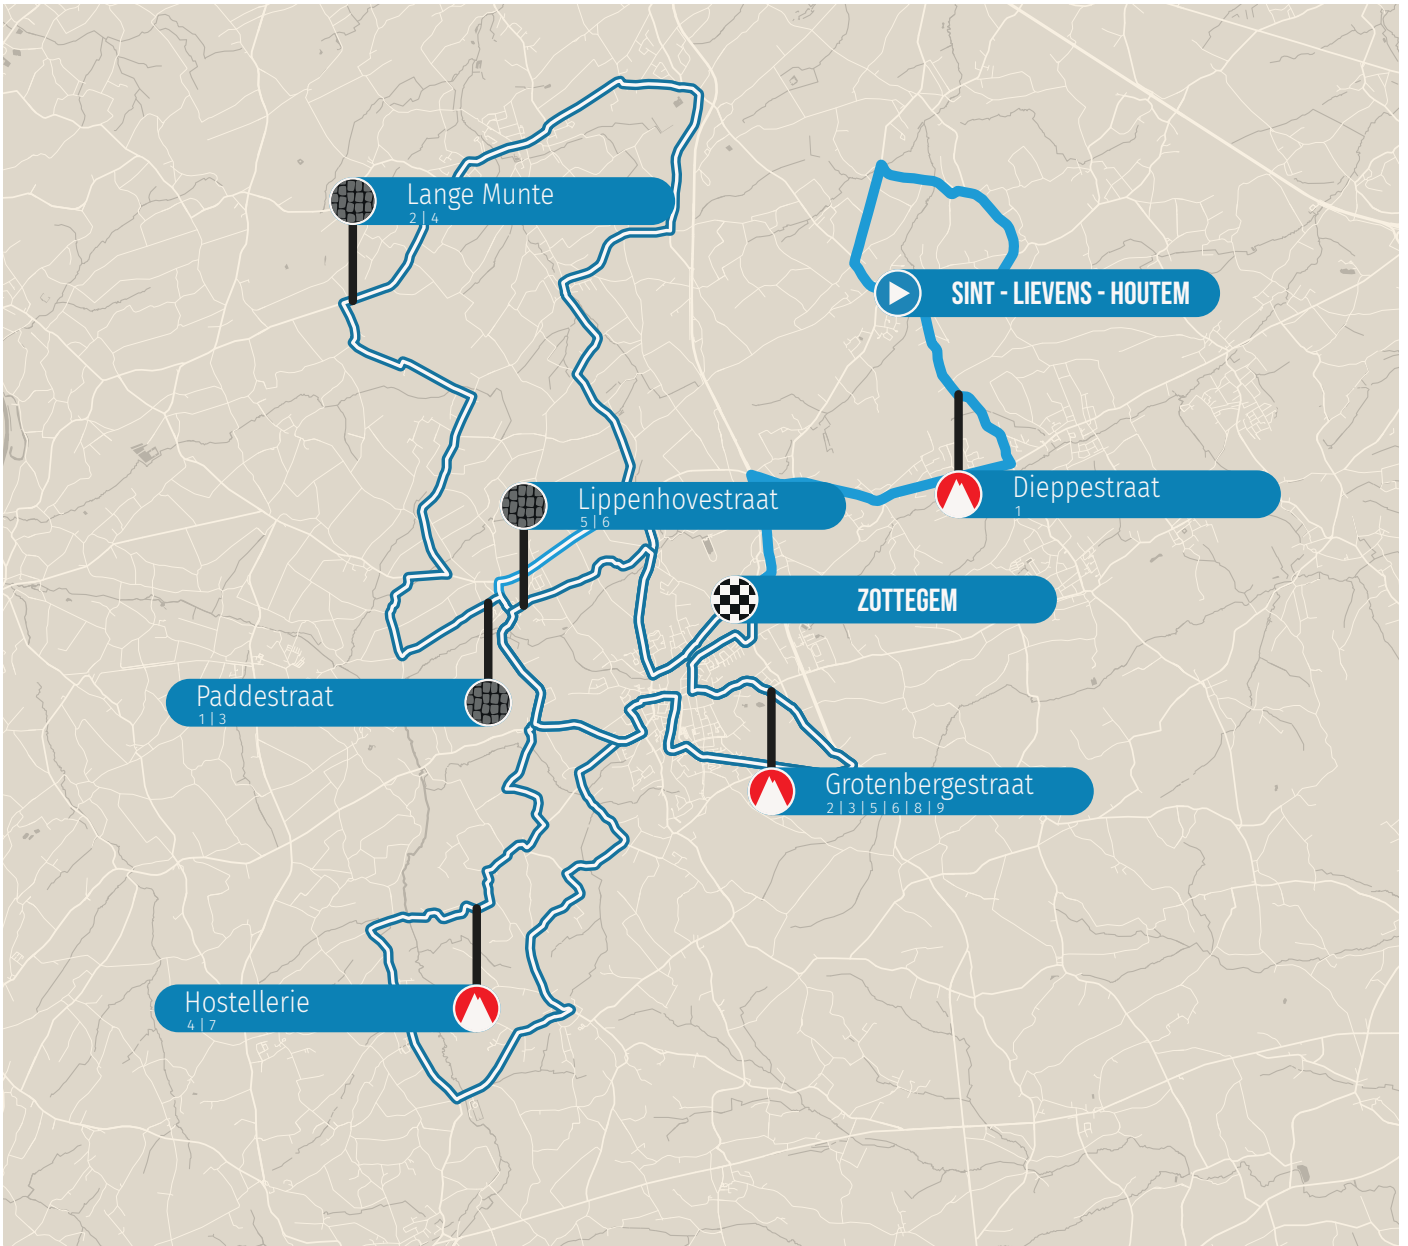 Lange Munte
2 | 4
SINT - LIEVENS - HOUTEM
Lippenhovestraat
5 | 6
Dieppestraat
1
ZOTTEGEM
Paddestraat
1 | 3
Grotenbergestraat
2 | 3 | 5 | 6 | 8 | 9
Hostellerie
4 | 7